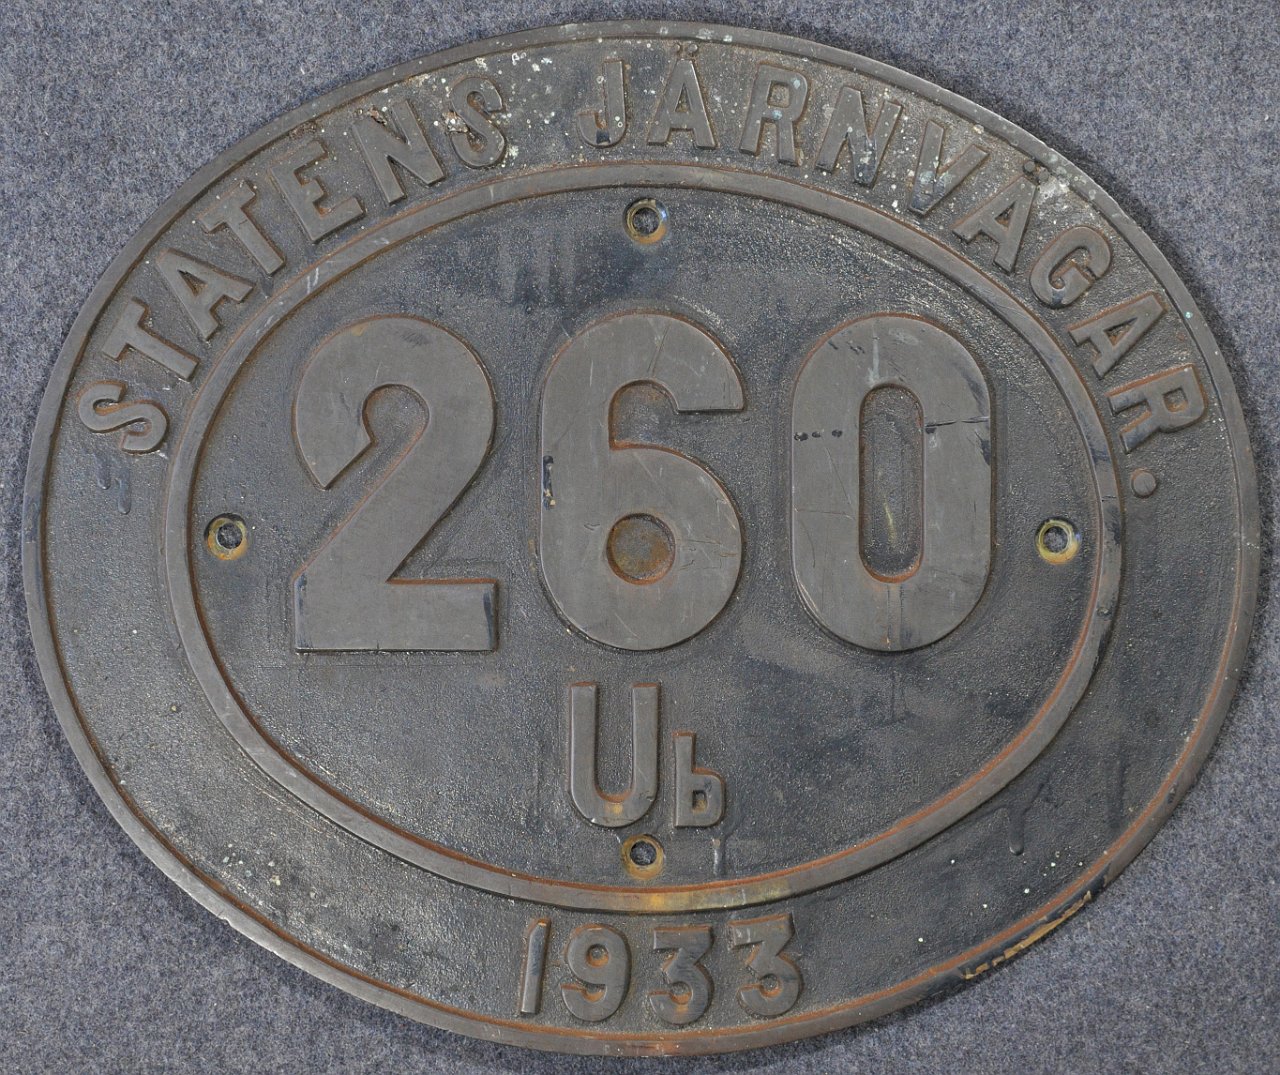 STATENS JÄRNVÄGAR.
260
Ub
1933